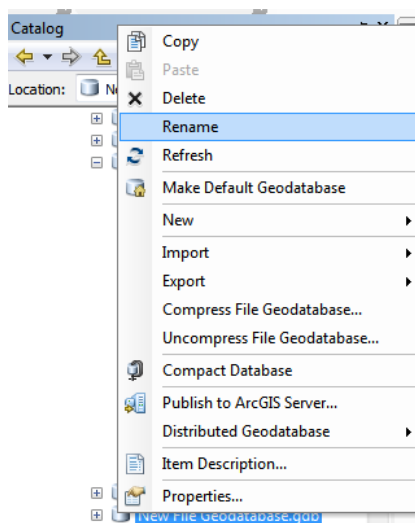 Catalog
Location:
Copy
Paste
Delete
Rename
Refresh
Make Default Geodatabase
New
Import
Export
Compress File Geodatabase...
Uncompress File Geodatabase...
Compact Database
Publish to ArcGIS Server...
Distributed Geodatabase
Item Description...
Properties...
New File Geodatabase.gdb